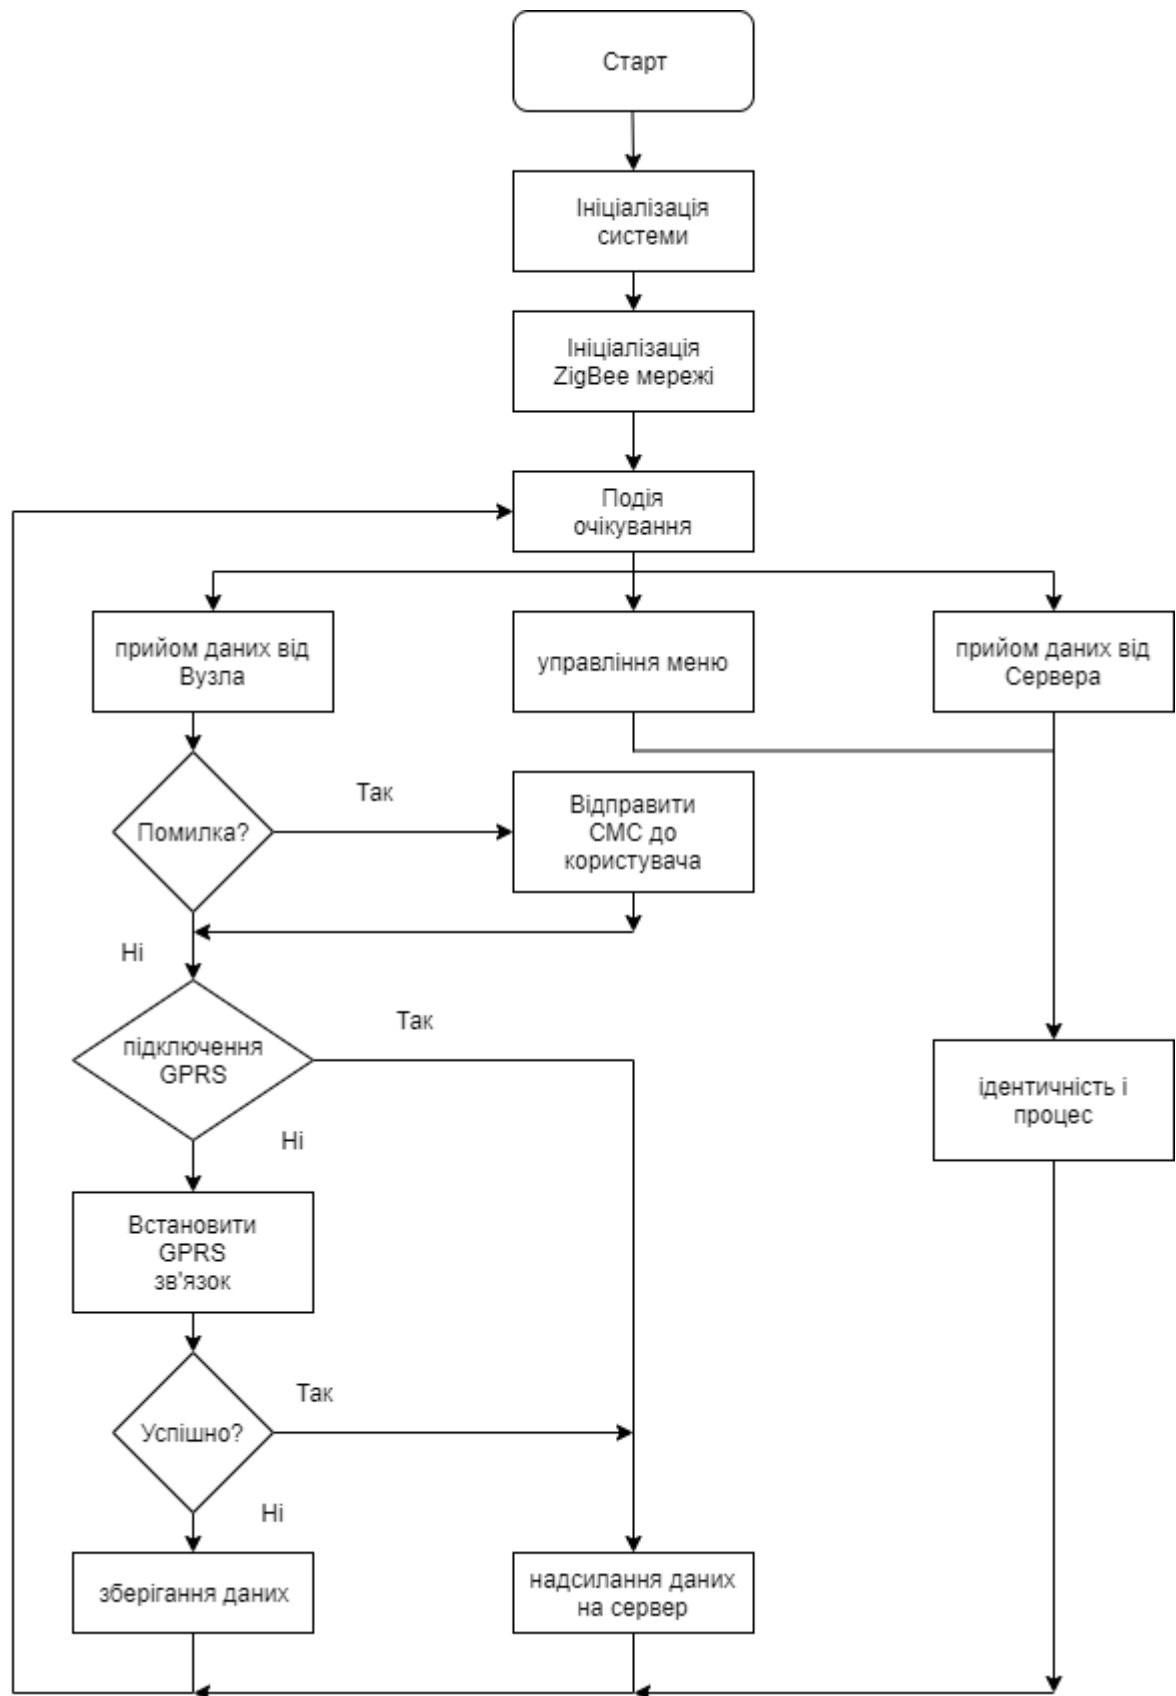 Старт
Ініціалізація
системи
Ініціалізація
ZigBee мережі
Подія
очікування
прийом даних від
Вузла
управління меню
прийом даних від
Сервера
Помилка?
Так
Відправити
СМС до
користувача
Ні
підключення
GPRS
Так
ідентичність і
процес
Ні
Встановити
GPRS
зв'язок
Успішно?
Так
Ні
зберігання даних
надсилання даних
на сервер